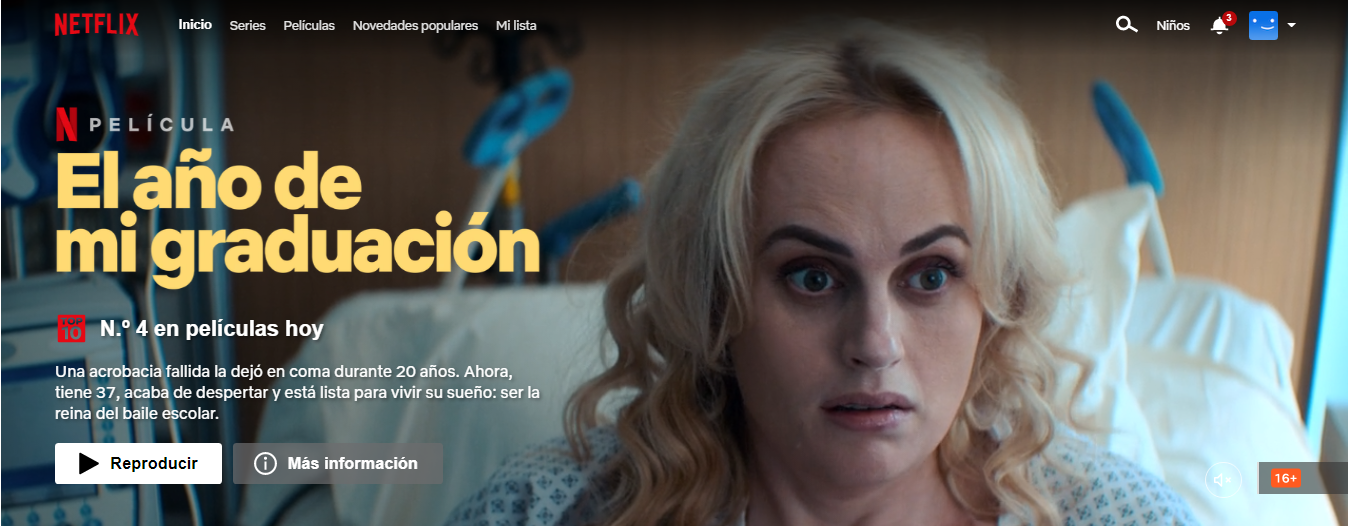 NETFLIX
Inicio Series Películas Novedades populares Mi lista
Niños 3
N PELÍCULA
El año de
mi graduación
TOP 10 N.º 4 en películas hoy
Una acrobacia fallida la dejó en coma durante 20 años. Ahora,
tiene 37, acaba de despertar y está lista para vivir su sueño: ser la
reina del baile escolar.
Reproducir Más información
16+